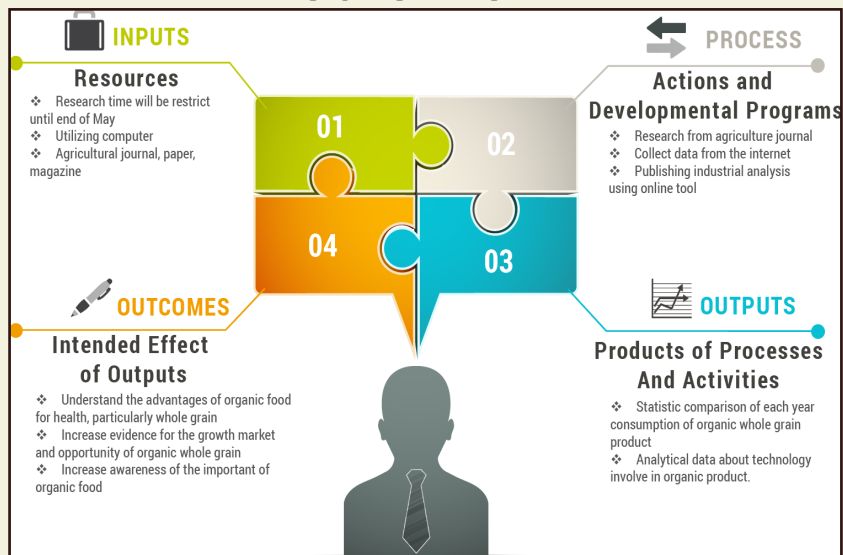 INPUTS
Resources
❖ Research time will be restrict
until end of May
❖ Utilizing computer
❖ Agricultural journal, paper,
magazine
PROCESS
Actions and
Developmental Programs
❖ Research from agriculture journal
❖ Collect data from the internet
❖ Publishing industrial analysis
using online tool
01
02
04
03
OUTCOMES
Intended Effect
of Outputs
❖ Understand the advantages of organic food
for health, particularly whole grain
❖ Increase evidence for the growth market
and opportunity of organic whole grain
❖ Increase awareness of the important of
organic food
OUTPUTS
Products of Processes
And Activities
❖ Statistic comparison of each year
consumption of organic whole grain
product
❖ Analytical data about technology
involve in organic product.